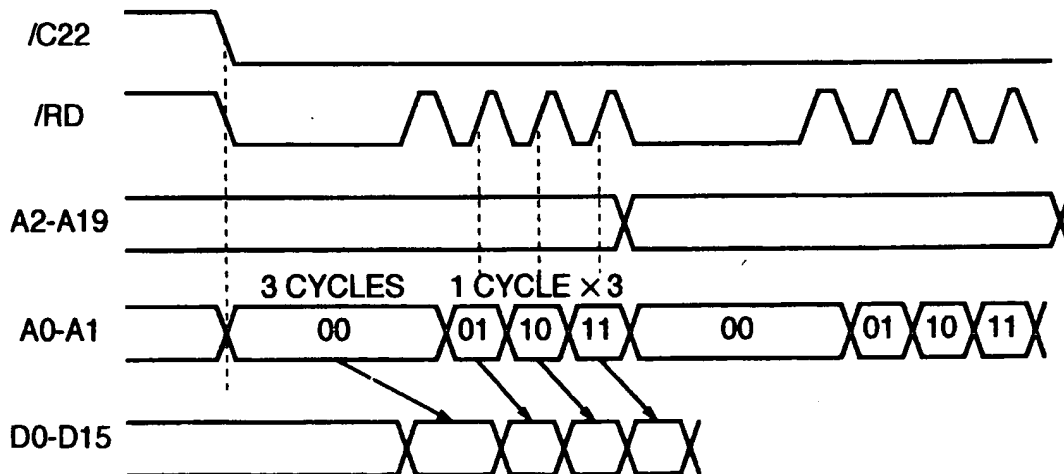 /C22
/RD
A2-A19
3 CYCLES 1 CYCLE × 3
A0-A1 00 01 10 11 00 01 10 11
D0-D15